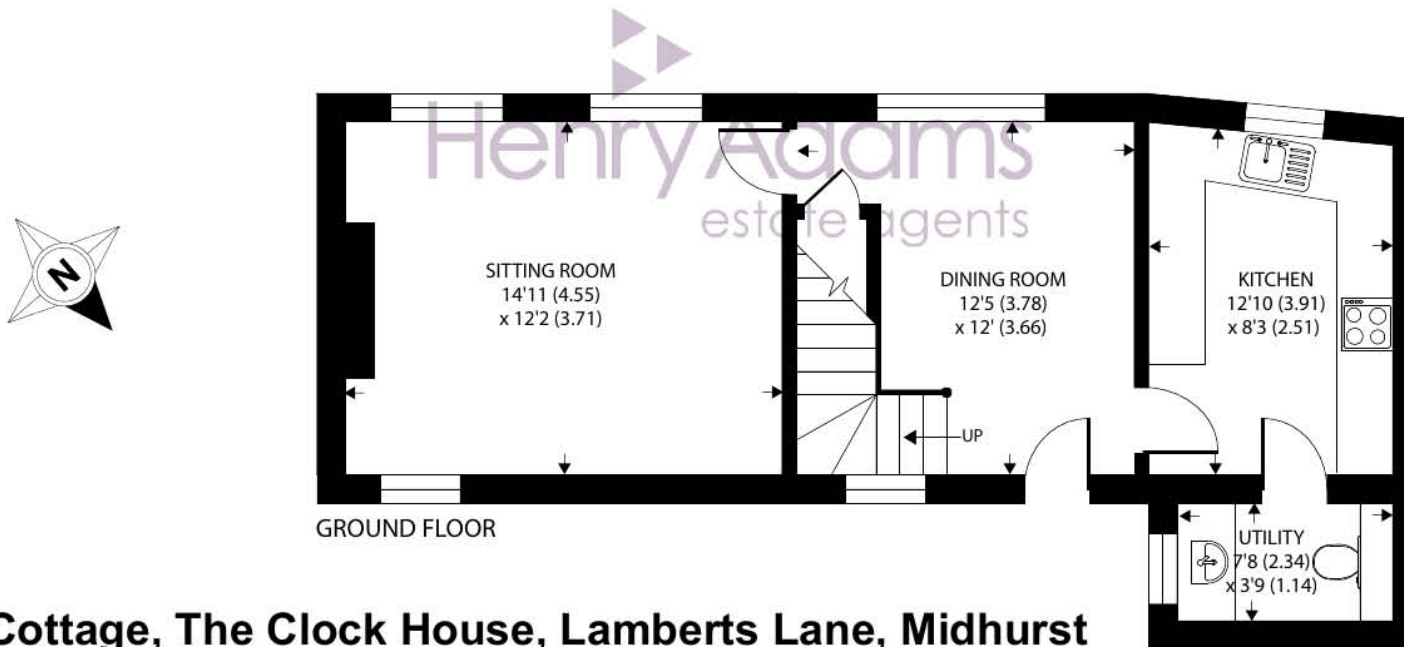 Henry Adams
estate agents
N
SITTING ROOM
14'11 (4.55)
x 12'2 (3.71)
DINING ROOM
12'5 (3.78)
x 12' (3.66)
KITCHEN
12'10 (3.91)
x 8'3 (2.51)
UP
GROUND FLOOR
UTILITY
7'8 (2.34)
x 3'9 (1.14)
Cottage, The Clock House, Lamberts Lane, Midhurst